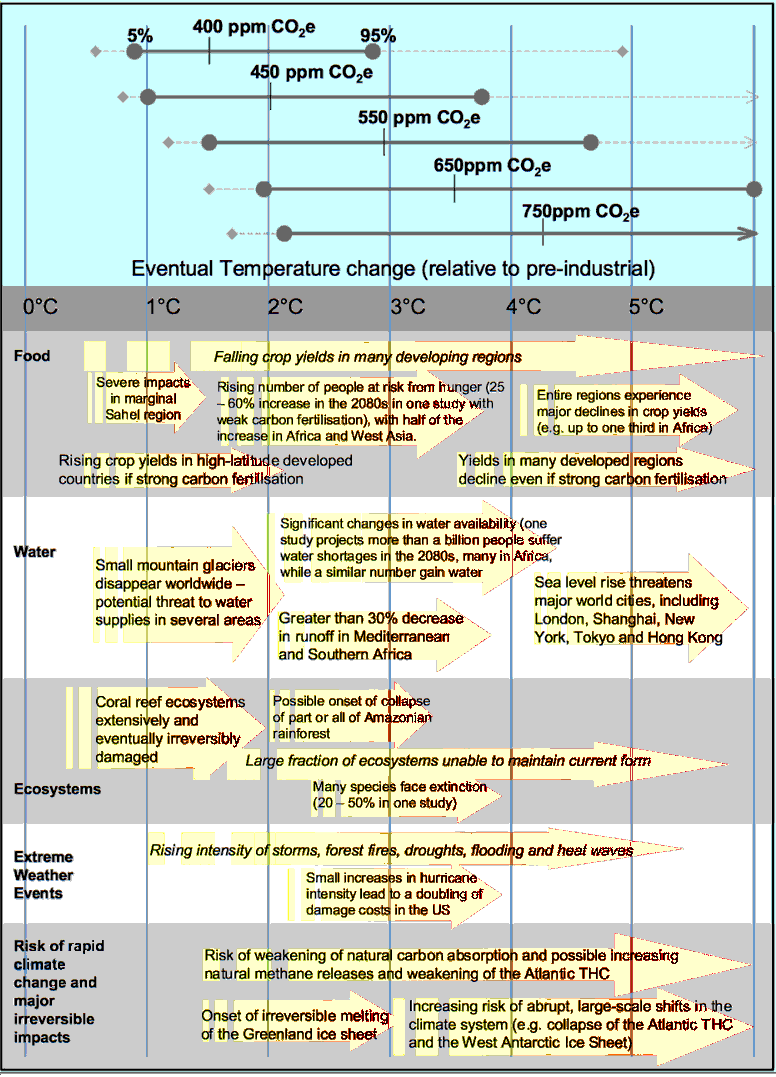 400 ppm CO₂e
5%
95%
450 ppm CO₂e
550 ppm CO₂e
650ppm CO₂e
750ppm CO₂e
Eventual Temperature change (relative to pre-industrial)
0°C 1°C 2°C 3°C 4°C 5°C
Food
Falling crop yields in many developing regions
Severe impacts
in marginal
Sahel region
Rising number of people at risk from hunger (25
– 60% increase in the 2080s in one study with
weak carbon fertilisation), with half of the
increase in Africa and West Asia.
Entire regions experience
major declines in crop yields
(e.g. up to one third in Africa)
Rising crop yields in high-latitude developed
countries if strong carbon fertilisation
Yields in many developed regions
decline even if strong carbon fertilisation
Water
Small mountain glaciers
disappear worldwide –
potential threat to water
supplies in several areas
Significant changes in water availability (one
study projects more than a billion people suffer
water shortages in the 2080s, many in Africa,
while a similar number gain water
Greater than 30% decrease
in runoff in Mediterranean
and Southern Africa
Sea level rise threatens
major world cities, including
London, Shanghai, New
York, Tokyo and Hong Kong
Ecosystems
Coral reef ecosystems
extensively and
eventually irreversibly
damaged
Possible onset of collapse
of part or all of Amazonian
rainforest
Large fraction of ecosystems unable to maintain current form
Many species face extinction
(20 – 50% in one study)
Extreme
Weather
Events
Rising intensity of storms, forest fires, droughts, flooding and heat waves
Small increases in hurricane
intensity lead to a doubling of
damage costs in the US
Risk of rapid
climate
change and
major
irreversible
impacts
Risk of weakening of natural carbon absorption and possible increasing
natural methane releases and weakening of the Atlantic THC
Onset of irreversible melting
of the Greenland ice sheet
Increasing risk of abrupt, large-scale shifts in the
climate system (e.g. collapse of the Atlantic THC
and the West Antarctic Ice Sheet)